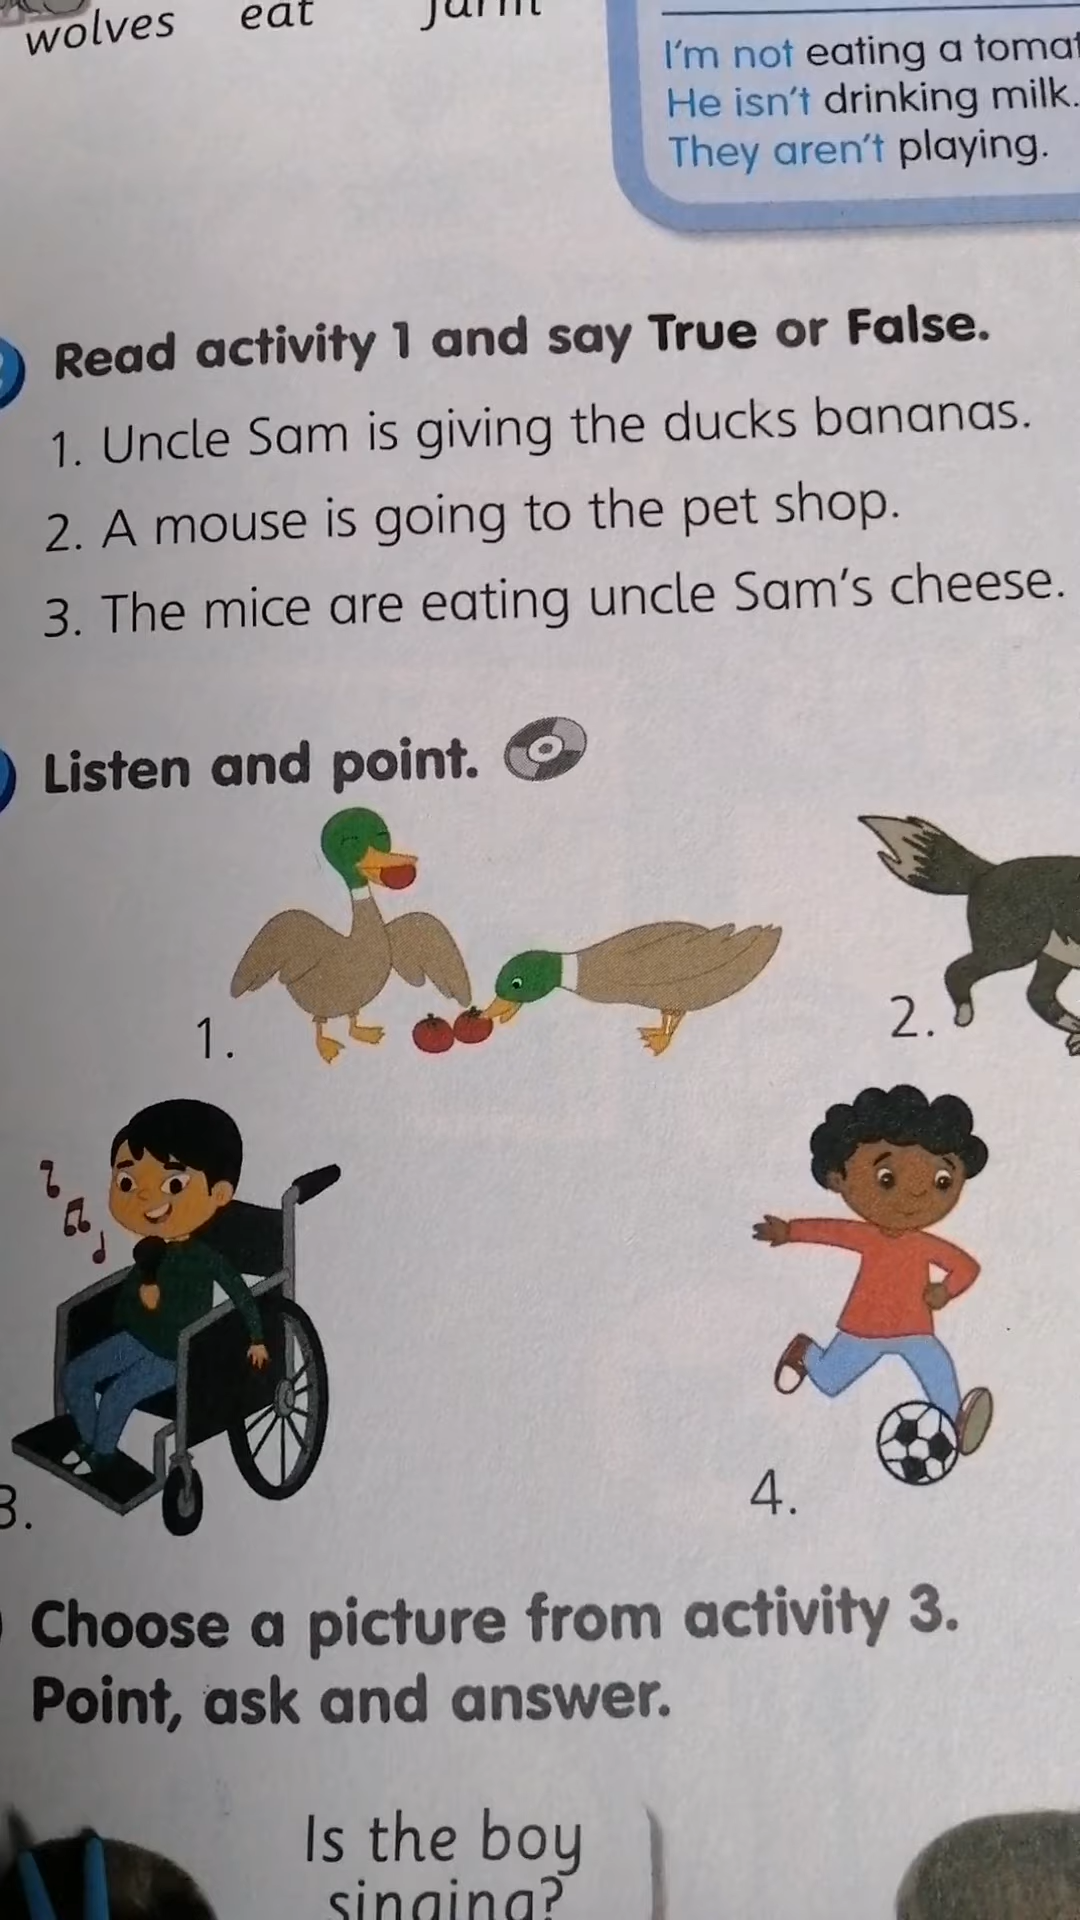 wolves eat farm
I'm not eating a tomat
He isn't drinking milk.
They aren't playing.
Read activity 1 and say True or False.
1. Uncle Sam is giving the ducks bananas.
2. A mouse is going to the pet shop.
3. The mice are eating uncle Sam's cheese.
Listen and point.
1.
2.
3.
4.
Choose a picture from activity 3.
Point, ask and answer.
Is the boy
singing?